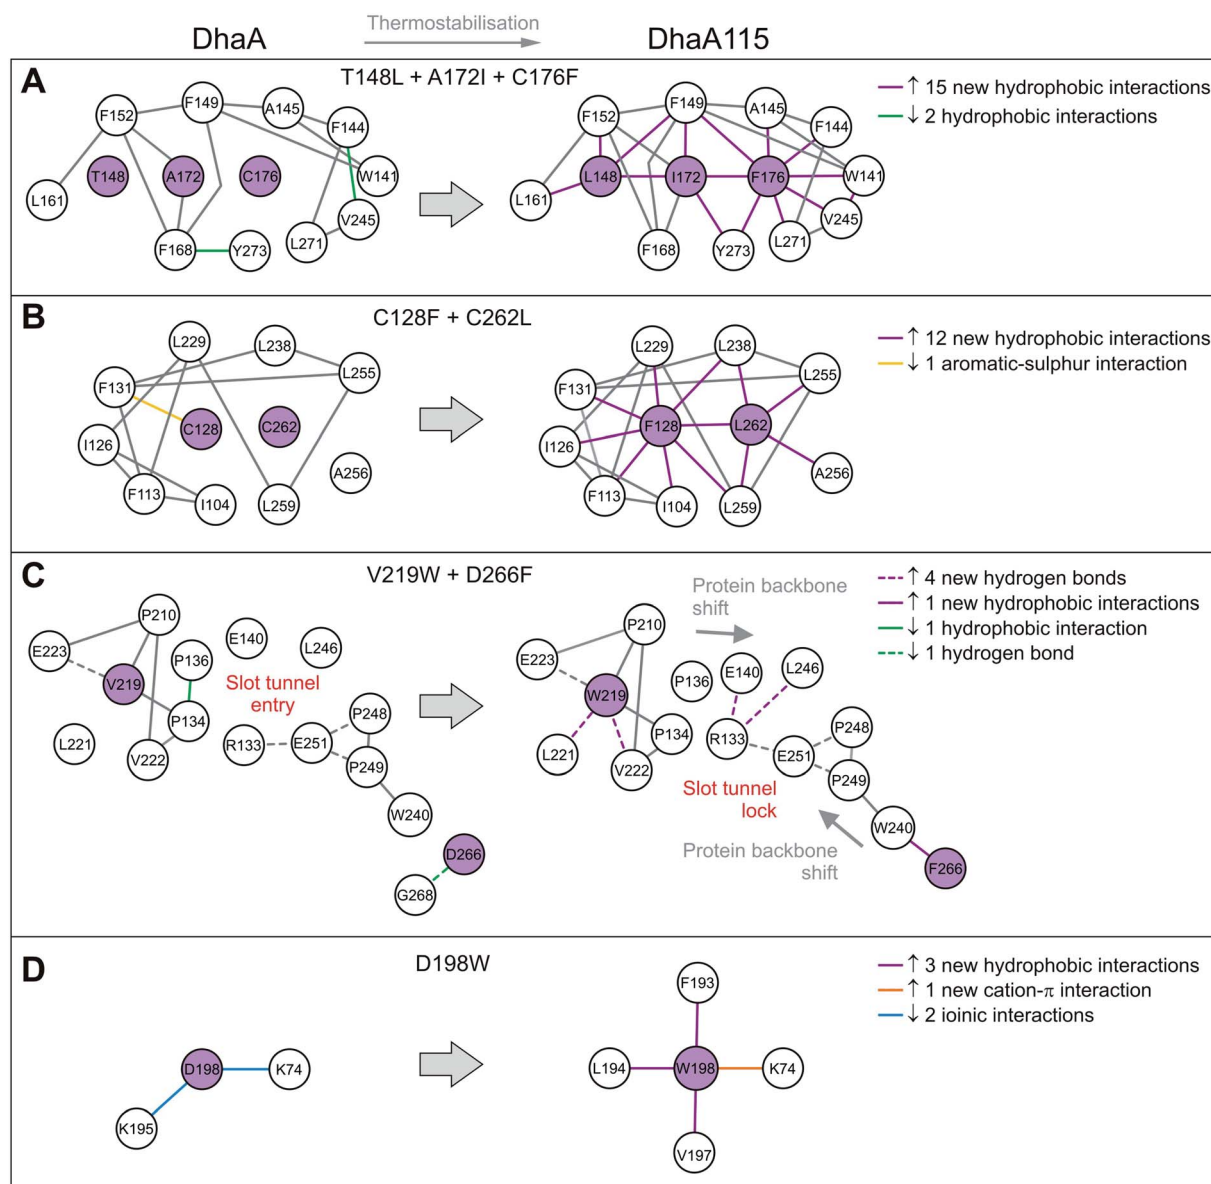 DhaA
Thermostabilisation
DhaA115
A
T148L + A172I + C176F
F152
F149
A145
F144
T148
A172
C176
W141
L161
V245
F168
Y273
L271
F152
F149
A145
F144
L148
I172
F176
W141
L161
V245
F168
Y273
L271
↑ 15 new hydrophobic interactions
↓ 2 hydrophobic interactions
B
C128F + C262L
L229
L238
L255
F131
C128
C262
I126
A256
F113
I104
L259
L229
L238
L255
F131
F128
L262
I126
A256
F113
I104
L259
↑ 12 new hydrophobic interactions
↓ 1 aromatic-sulphur interaction
C
V219W + D266F
P210
E223
P136
E140
L246
V219
Slot tunnel
entry
P134
P248
L221
V222
R133
E251
P249
W240
D266
G268
Protein backbone
shift
P210
E223
P136
E140
L246
W219
L221
P134
R133
P248
V222
E251
P249
Slot tunnel
lock
W240
Protein backbone
shift
F266
↑ 4 new hydrogen bonds
↑ 1 new hydrophobic interactions
↓ 1 hydrophobic interaction
↓ 1 hydrogen bond
D
D198W
D198
K74
K195
F193
L194
W198
K74
V197
↑ 3 new hydrophobic interactions
↑ 1 new cation-π interaction
↓ 2 ioinic interactions